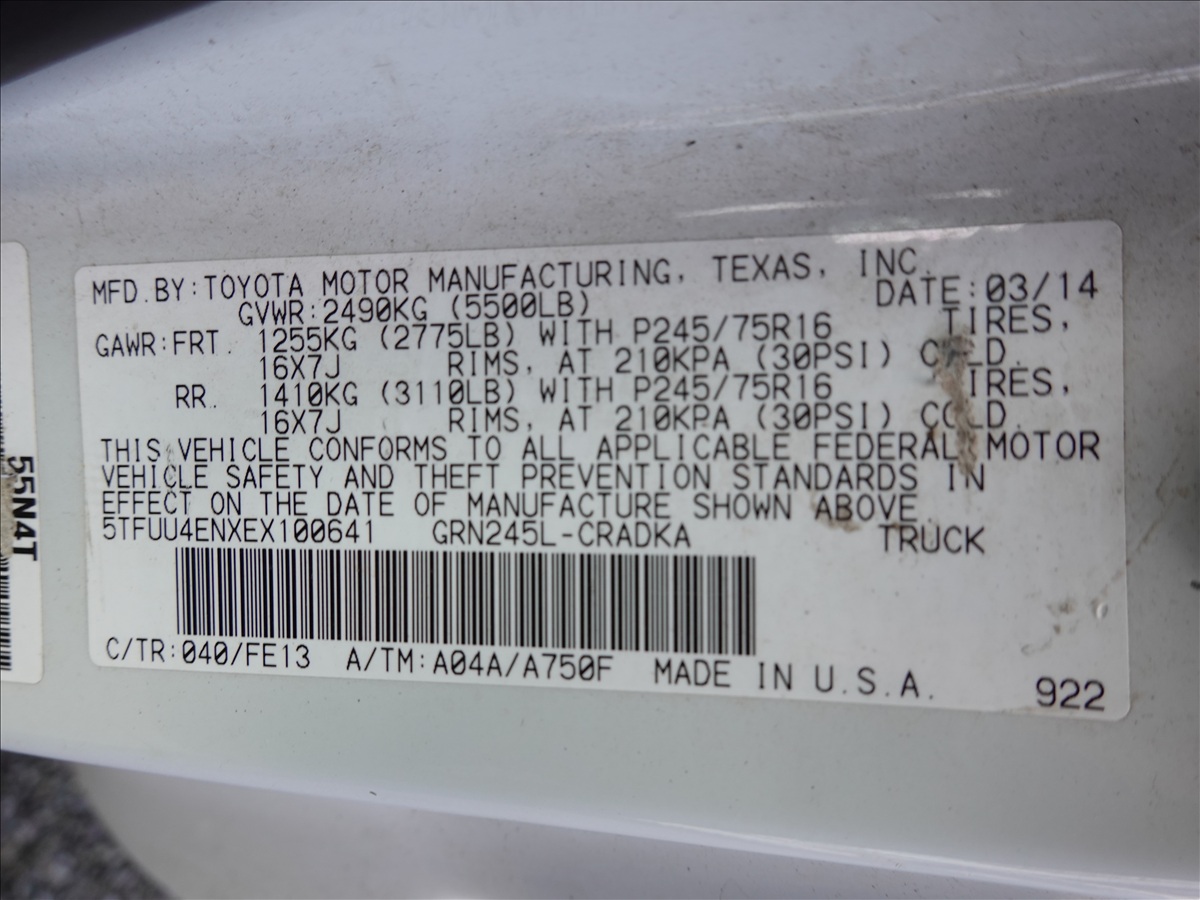 MFD. BY: TOYOTA MOTOR MANUFACTURING, TEXAS, INC.
GVWR: 2490KG (5500LB) DATE: 03/14
GAWR: FRT. 1255KG (2775LB) WITH P245/75R16 TIRES,
16X7J RIMS, AT 210KPA (30PSI) COLD.
RR. 1410KG (3110LB) WITH P245/75R16 TIRES,
16X7J RIMS, AT 210KPA (30PSI) COLD.
THIS VEHICLE CONFORMS TO ALL APPLICABLE FEDERAL MOTOR
VEHICLE SAFETY AND THEFT PREVENTION STANDARDS IN
EFFECT ON THE DATE OF MANUFACTURE SHOWN ABOVE
5TFUU4ENXEX100641 GRN245L-CRADKA TRUCK
C/TR: 040/FE13 A/TM: A04A/A750F MADE IN U.S.A.
922
55N4T